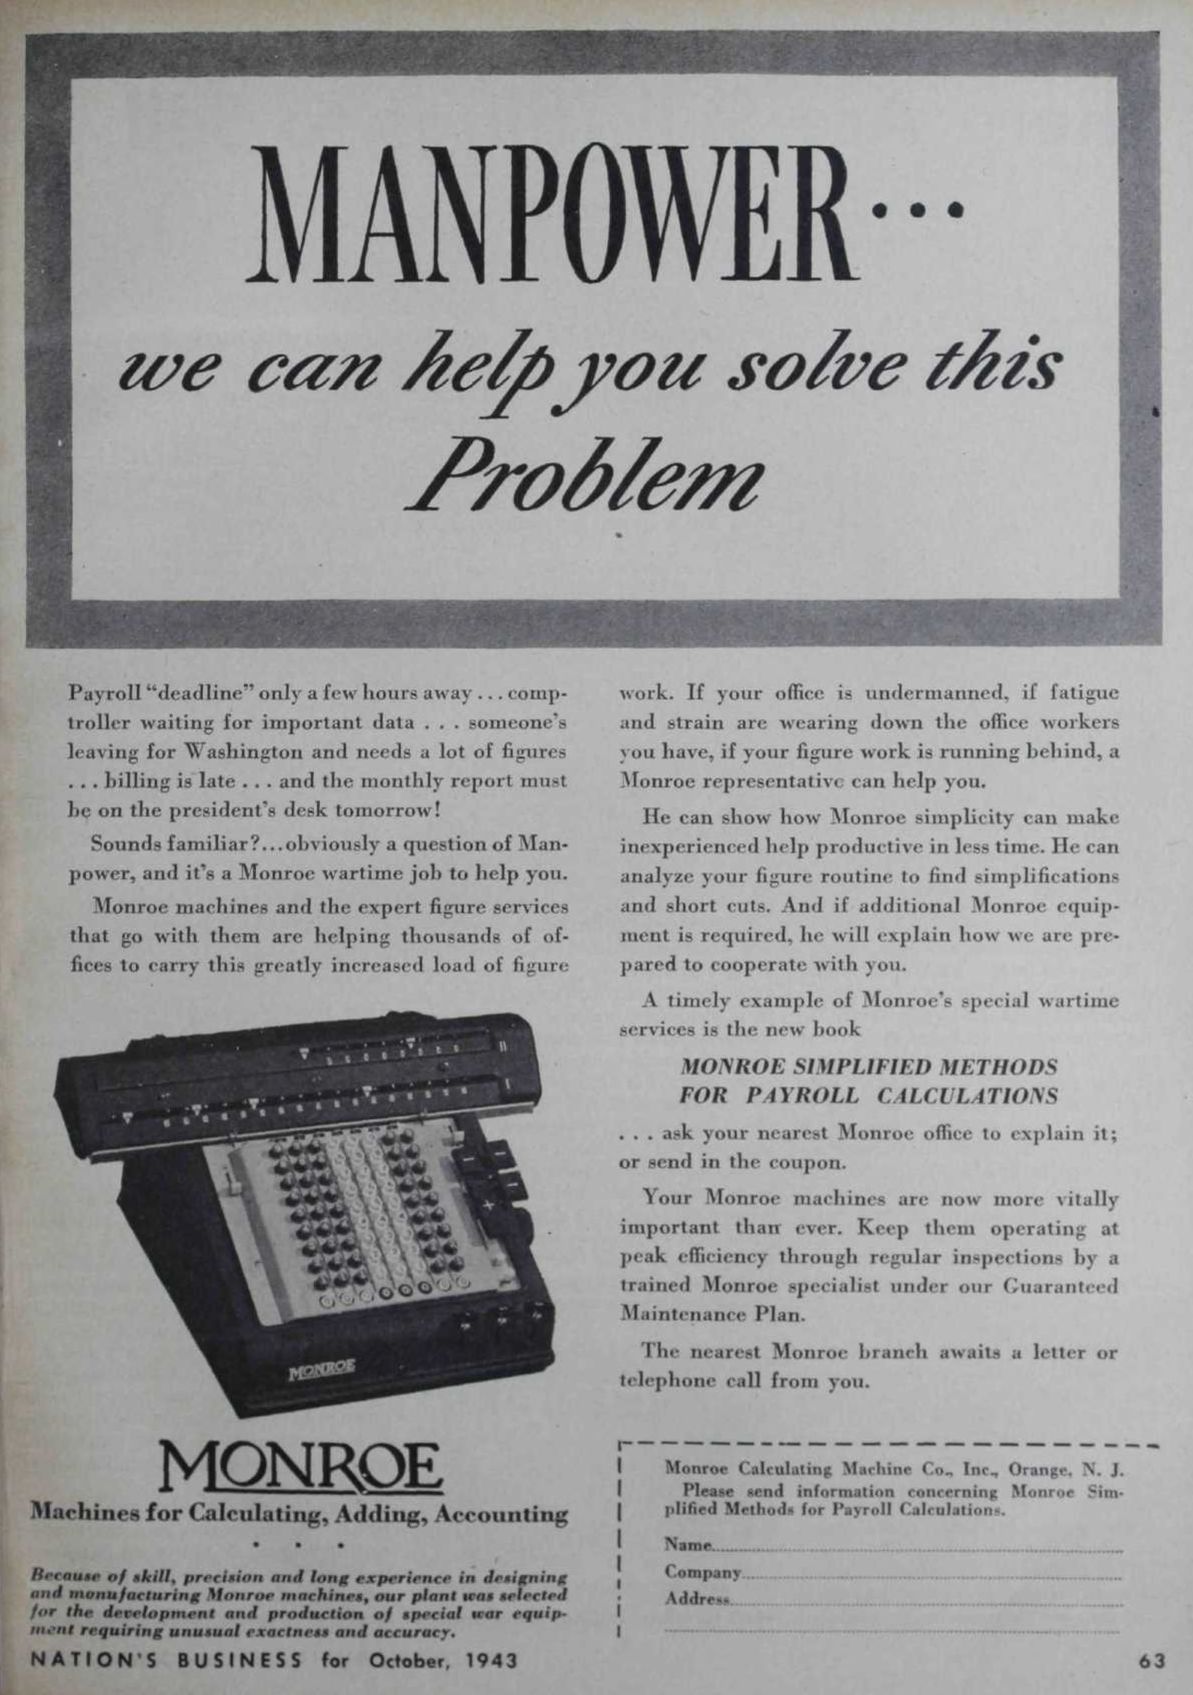 MANPOWER...
we can help you solve this
Problem
Payroll “deadline” only a few hours away . . . comp-
troller waiting for important data . . . someone's
leaving for Washington and needs a lot of figures
. . . billing is late . . . and the monthly report must
be on the president's desk tomorrow!
Sounds familiar?...obviously a question of Man-
power, and it's a Monroe wartime job to help you.
Monroe machines and the expert figure services
that go with them are helping thousands of of-
fices to carry this greatly increased load of figure
work. If your office is undermanned, if fatigue
and strain are wearing down the office workers
you have, if your figure work is running behind, a
Monroe representative can help you.
He can show how Monroe simplicity can make
inexperienced help productive in less time. He can
analyze your figure routine to find simplifications
and short cuts. And if additional Monroe equip-
ment is required, he will explain how we are pre-
pared to cooperate with you.
A timely example of Monroe's special wartime
services is the new book
MONROE SIMPLIFIED METHODS
FOR PAYROLL CALCULATIONS
. . . ask your nearest Monroe office to explain it;
or send in the coupon.
Your Monroe machines are now more vitally
important than ever. Keep them operating at
peak efficiency through regular inspections by a
trained Monroe specialist under our Guaranteed
Maintenance Plan.
The nearest Monroe branch awaits a letter or
telephone call from you.
MONROE
MONROE
Machines for Calculating, Adding, Accounting
. . .
Because of skill, precision and long experience in designing
and manufacturing Monroe machines, our plant was selected
for the development and production of special war equip-
ment requiring unusual exactness and accuracy.
Monroe Calculating Machine Co., Inc., Orange, N. J.
Please send information concerning Monroe Sim-
plified Methods for Payroll Calculations.
Name
Company
Address
NATION'S BUSINESS for October, 1943
63